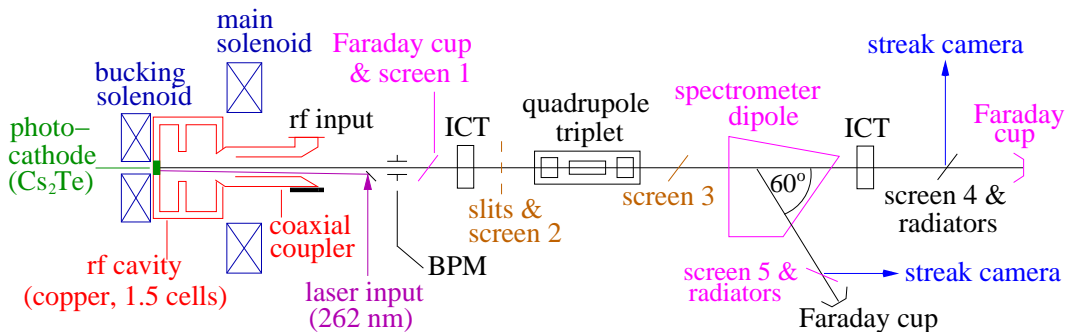 main
solenoid
bucking
solenoid
photo−
cathode
(Cs2Te)
rf input
Faraday cup
& screen 1
ICT
quadrupole
triplet
spectrometer
dipole
ICT
streak camera
Faraday
cup
60o
slits &
screen 2
screen 3
screen 4 &
radiators
coaxial
coupler
BPM
rf cavity
(copper, 1.5 cells)
laser input
(262 nm)
screen 5 &
radiators
streak camera
Faraday cup